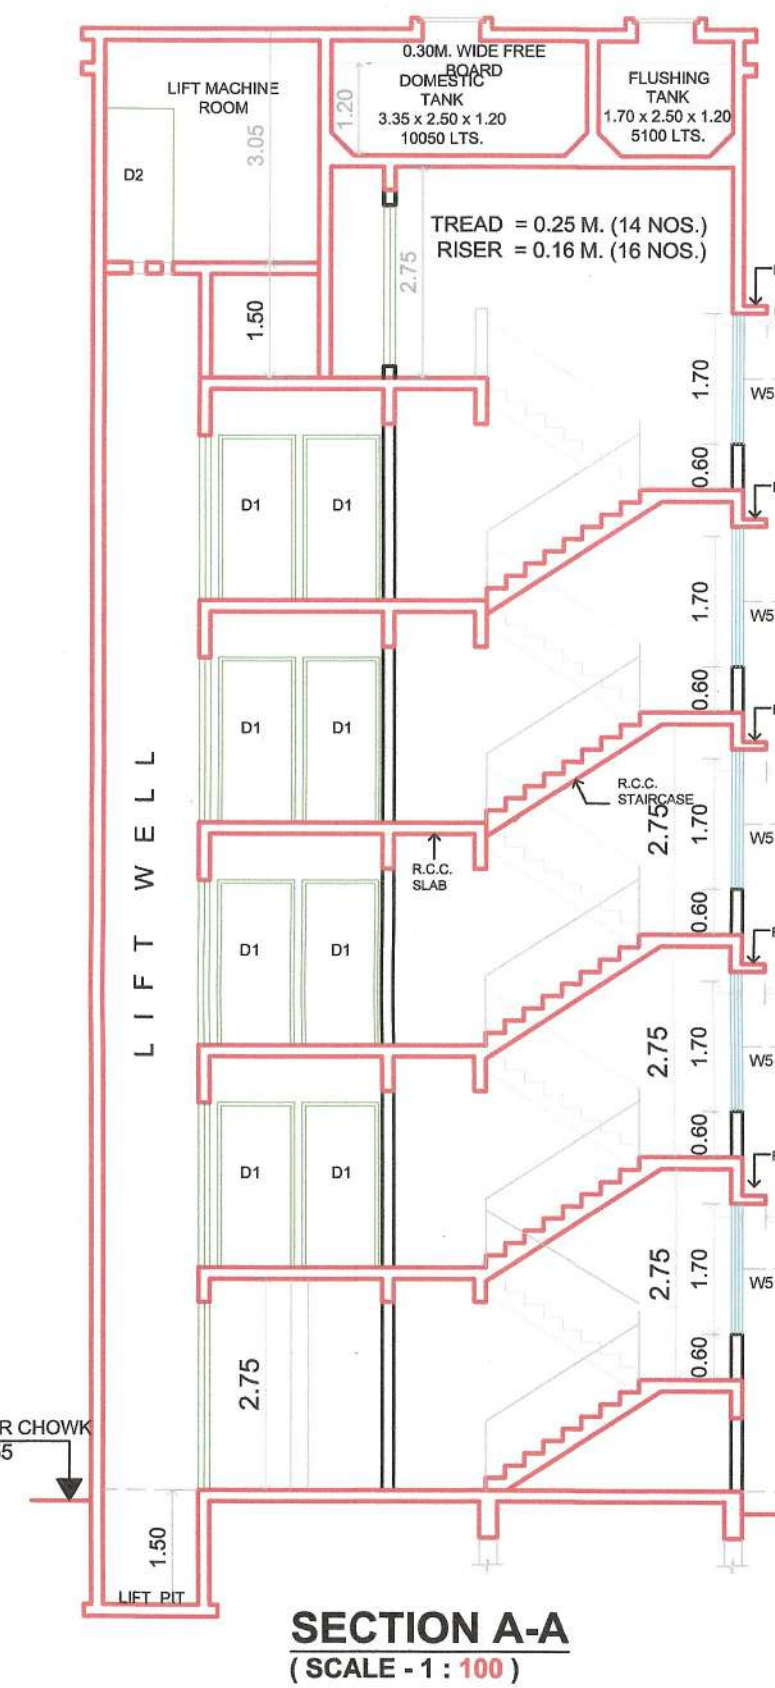 0.30M. WIDE FREE
BOARD
LIFT MACHINE
ROOM
DOMESTIC
TANK
3.35 x 2.50 x 1.20
10050 LTS.
FLUSHING
TANK
1.70 x 2.50 x 1.20
5100 LTS.
1.20
3.05
D2
TREAD = 0.25 M. (14 NOS.)
RISER = 0.16 M. (16 NOS.)
2.75
1.50
1.70
W5
0.60
D1
D1
1.70
W5
0.60
D1
D1
R.C.C.
STAIRCASE
2.75
1.70
W5
R.C.C.
SLAB
0.60
LIFT WELL
D1
D1
2.75
1.70
W5
0.60
D1
D1
2.75
1.70
W5
0.60
2.75
R CHOWK
1.50
LIFT PIT
SECTION A-A
( SCALE - 1 : 100 )